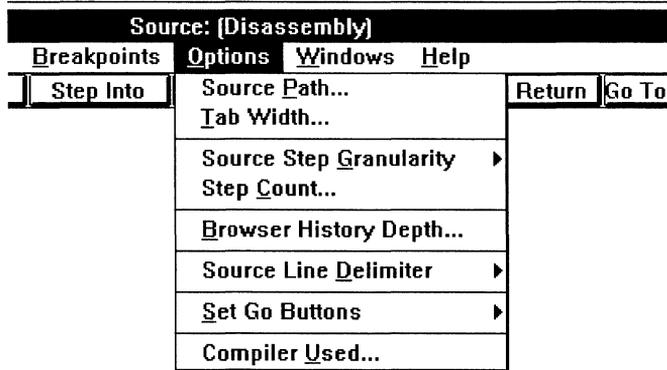 Source: (Disassembly)
Breakpoints Options Windows Help
Step Into Return Go To
Source Path...
Tab Width...
Source Step Granularity
Step Count...
Browser History Depth...
Source Line Delimiter
Set Go Buttons
Compiler Used...